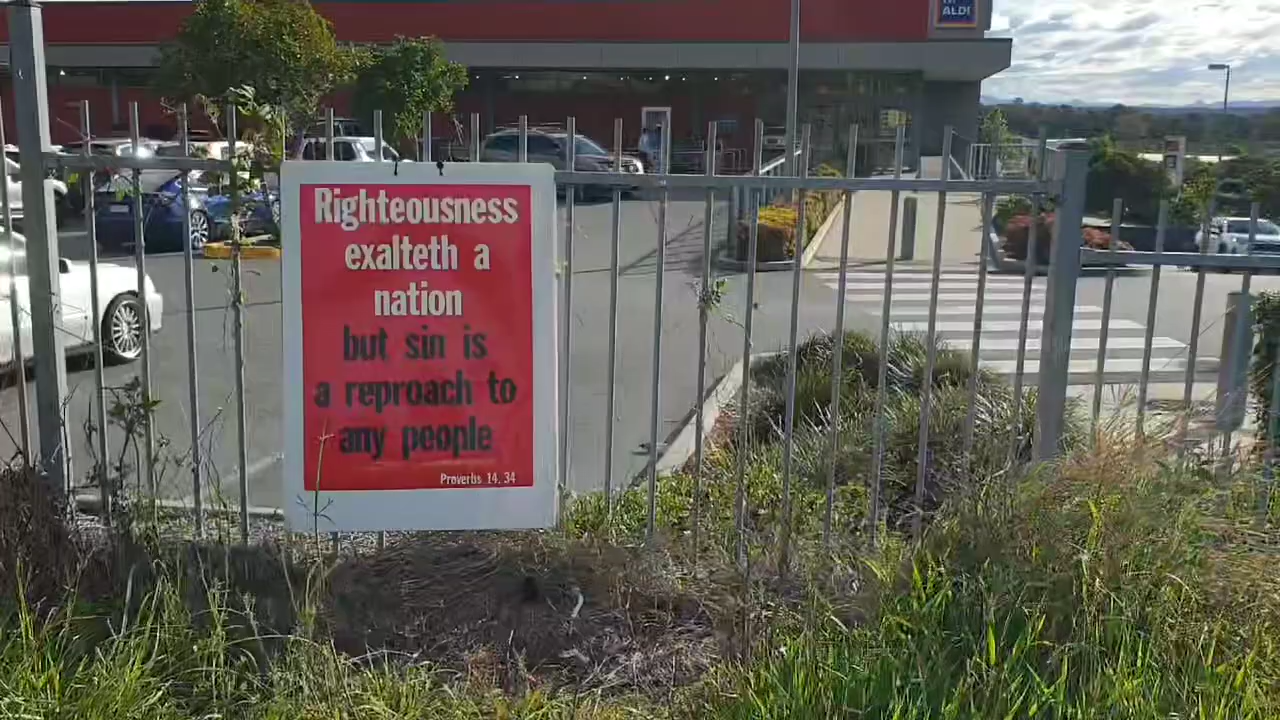 ALDI
Righteousness
exalteth a
nation
but sin is
a reproach to
any people
Proverbs 14. 34